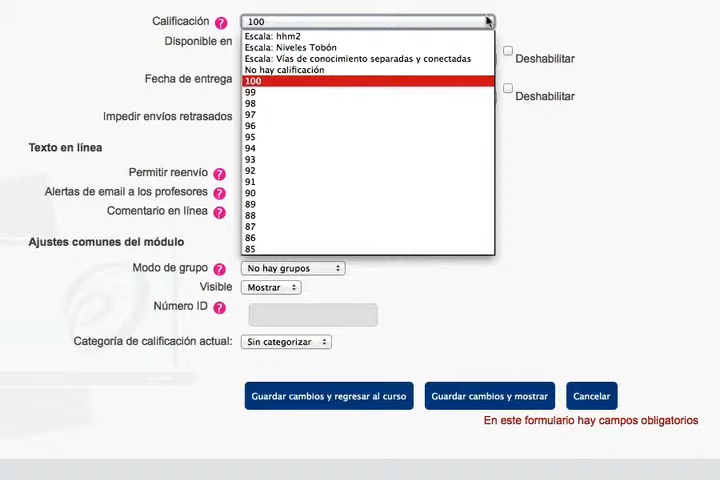 Calificación ? 100
Escala: hhm2
Disponible en
Escala: Niveles Tobón
Escala: Vías de conocimiento separadas y conectadas
Deshabilitar
No hay calificación
Fecha de entrega
100
99
Deshabilitar
98
97
Impedir envíos retrasados
96
95
Texto en línea
94
93
Permitir reenvío ?
92
91
Alertas de email a los profesores ?
90
89
Comentario en línea ?
88
87
86
Ajustes comunes del módulo
85
Modo de grupo ? No hay grupos
Visible Mostrar
Número ID ?
Categoría de calificación actual: Sin categorizar
Guardar cambios y regresar al curso Guardar cambios y mostrar Cancelar
En este formulario hay campos obligatorios